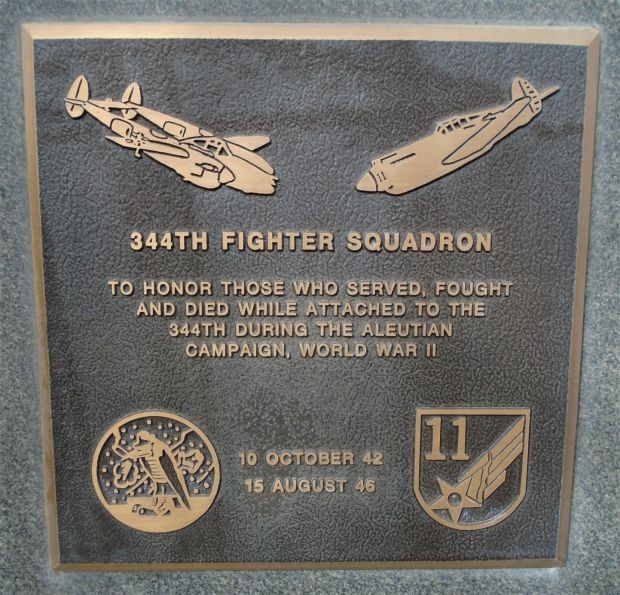 344TH FIGHTER SQUADRON
TO HONOR THOSE WHO SERVED, FOUGHT
AND DIED WHILE ATTACHED TO THE
344TH DURING THE ALEUTIAN
CAMPAIGN, WORLD WAR II
10 OCTOBER 42
15 AUGUST 46
11